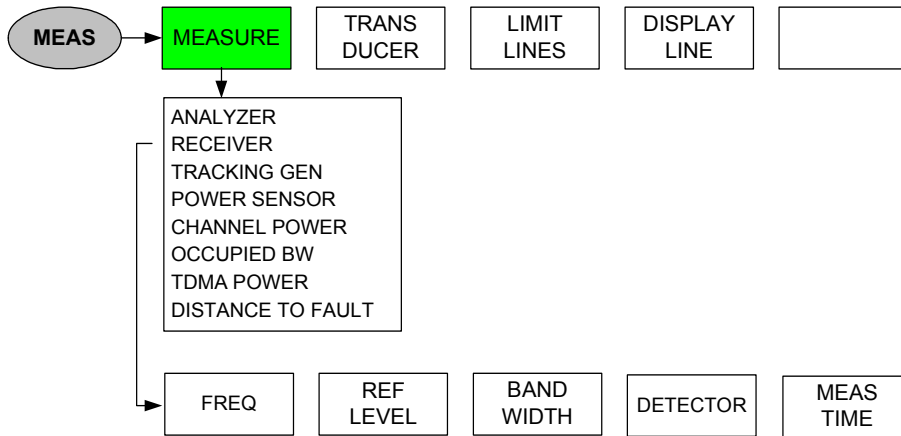 MEAS
MEASURE
TRANS
DUCER
LIMIT
LINES
DISPLAY
LINE
ANALYZER
RECEIVER
TRACKING GEN
POWER SENSOR
CHANNEL POWER
OCCUPIED BW
TDMA POWER
DISTANCE TO FAULT
FREQ
REF
LEVEL
BAND
WIDTH
DETECTOR
MEAS
TIME